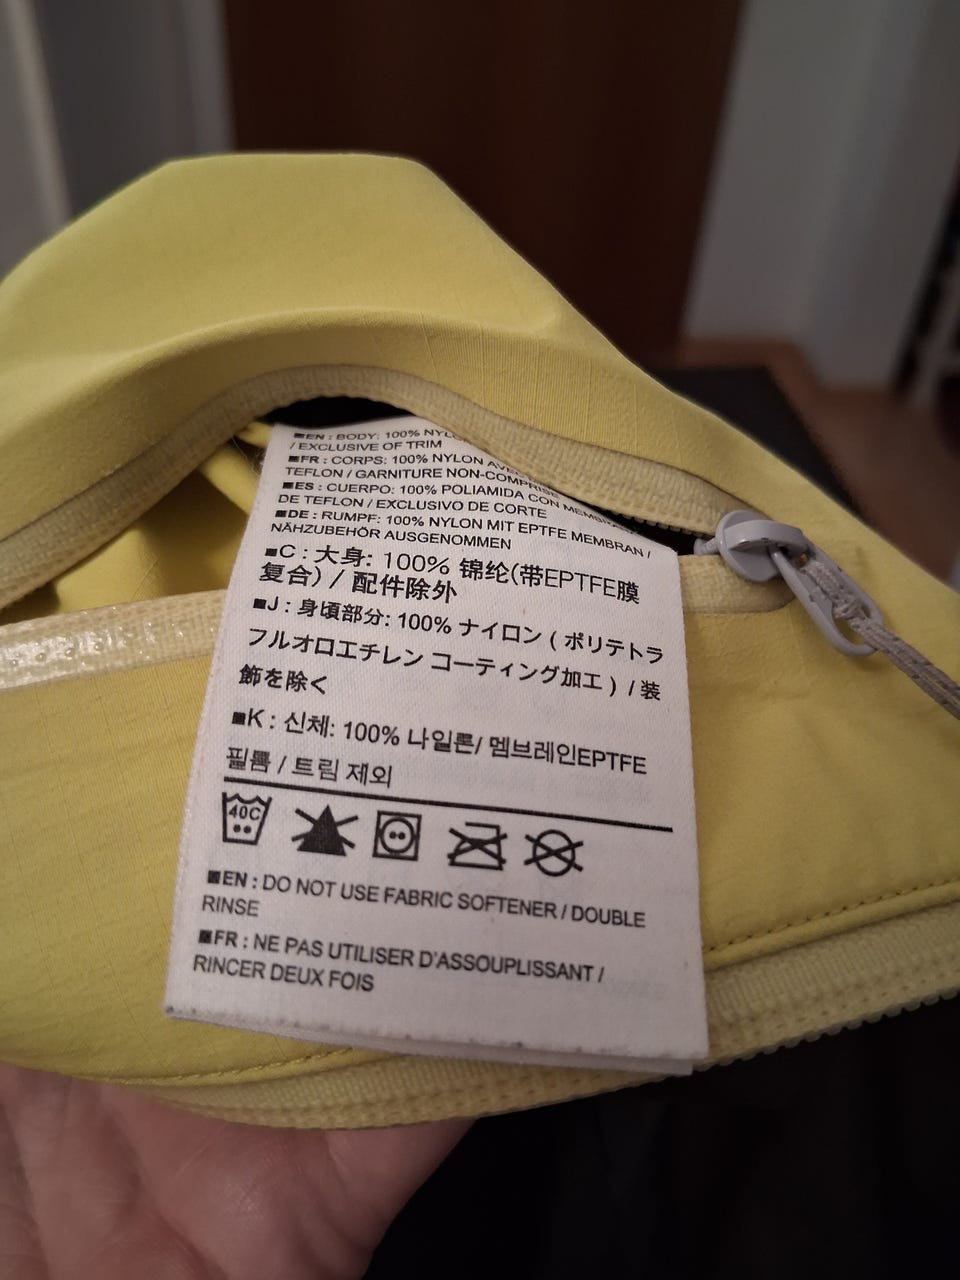 ■EN : BODY: 100%
/ EXCLUSIVE OF TRIM
■FR : CORPS: 100% NYLON
TEFLON / GARNITURE NON-COMPRISE
■ES : CUERPO: 100% POLIAMIDA CON
DE TEFLON / EXCLUSIVO DE CORTE
■DE : RUMPF: 100% NYLON MIT EPTFE MEMBRAN /
NÄHZUBEHÖR AUSGENOMMEN
■C : 大身: 100% 锦纶(带EPTFE膜
复合) / 配件除外
■J : 身頃部分: 100% ナイロン ( ポリテトラ
フルオロエチレン コーティング加工 ) / 装
飾を除く
■K : 신체: 100% 나일론/ 멤브레인EPTFE
필름 / 트림 제외
40C
■EN : DO NOT USE FABRIC SOFTENER / DOUBLE
RINSE
■FR : NE PAS UTILISER D'ASSOUPLISSANT /
RINCER DEUX FOIS